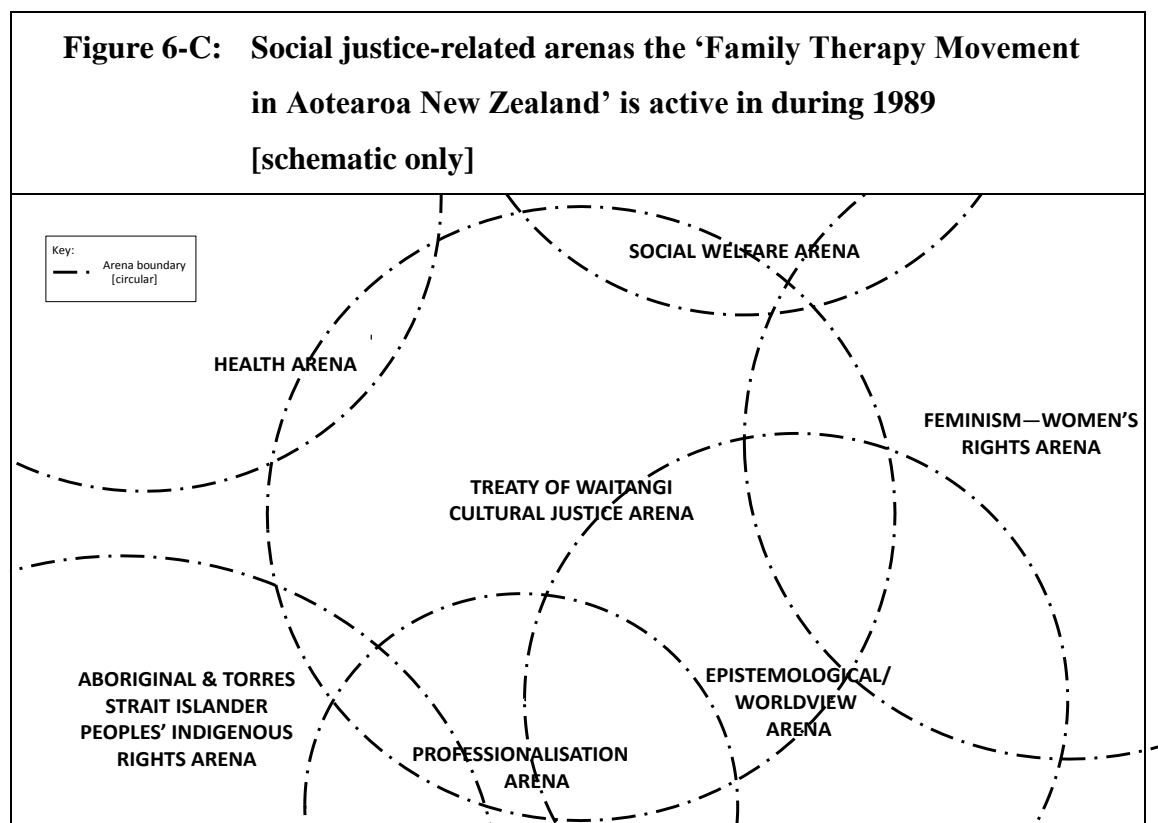 Figure 6-C: Social justice-related arenas the ‘Family Therapy Movement
in Aotearoa New Zealand’ is active in during 1989
[schematic only]
Key:
Arena boundary
[circular]
SOCIAL WELFARE ARENA
HEALTH ARENA
FEMINISM—WOMEN’S
RIGHTS ARENA
TREATY OF WAITANGI
CULTURAL JUSTICE ARENA
ABORIGINAL & TORRES
STRAIT ISLANDER
PEOPLES’ INDIGENOUS
RIGHTS ARENA
EPISTEMOLOGICAL/
WORLDVIEW
ARENA
PROFESSIONALISATION
ARENA